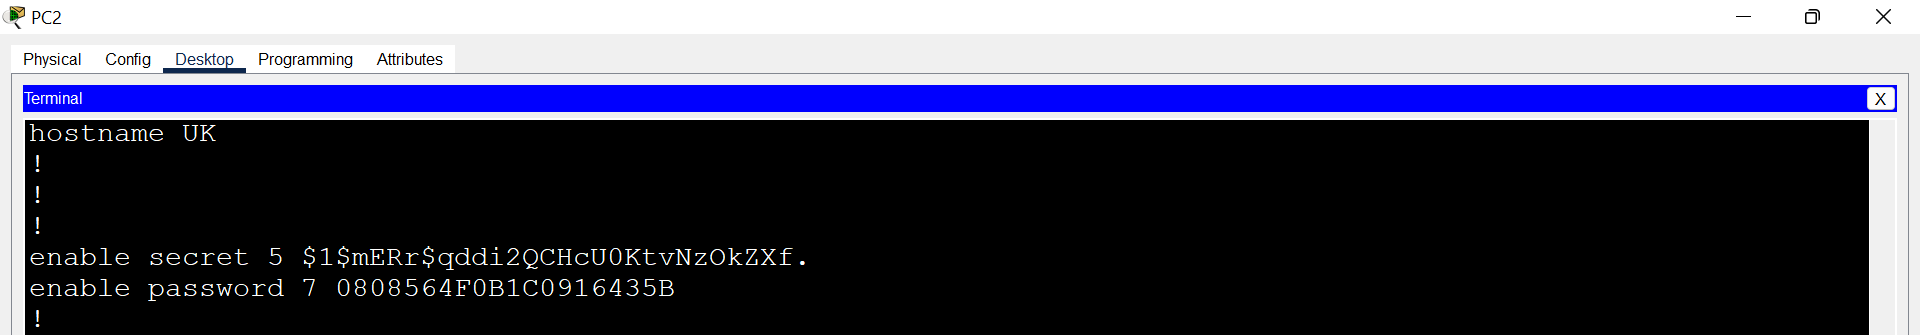 PC2
Physical Config Desktop Programming Attributes
Terminal X
hostname UK
!
!
!
enable secret 5 $1$mERr$qddi2QCHcU0KtvNzOkZXf.
enable password 7 0808564F0B1C0916435B
!